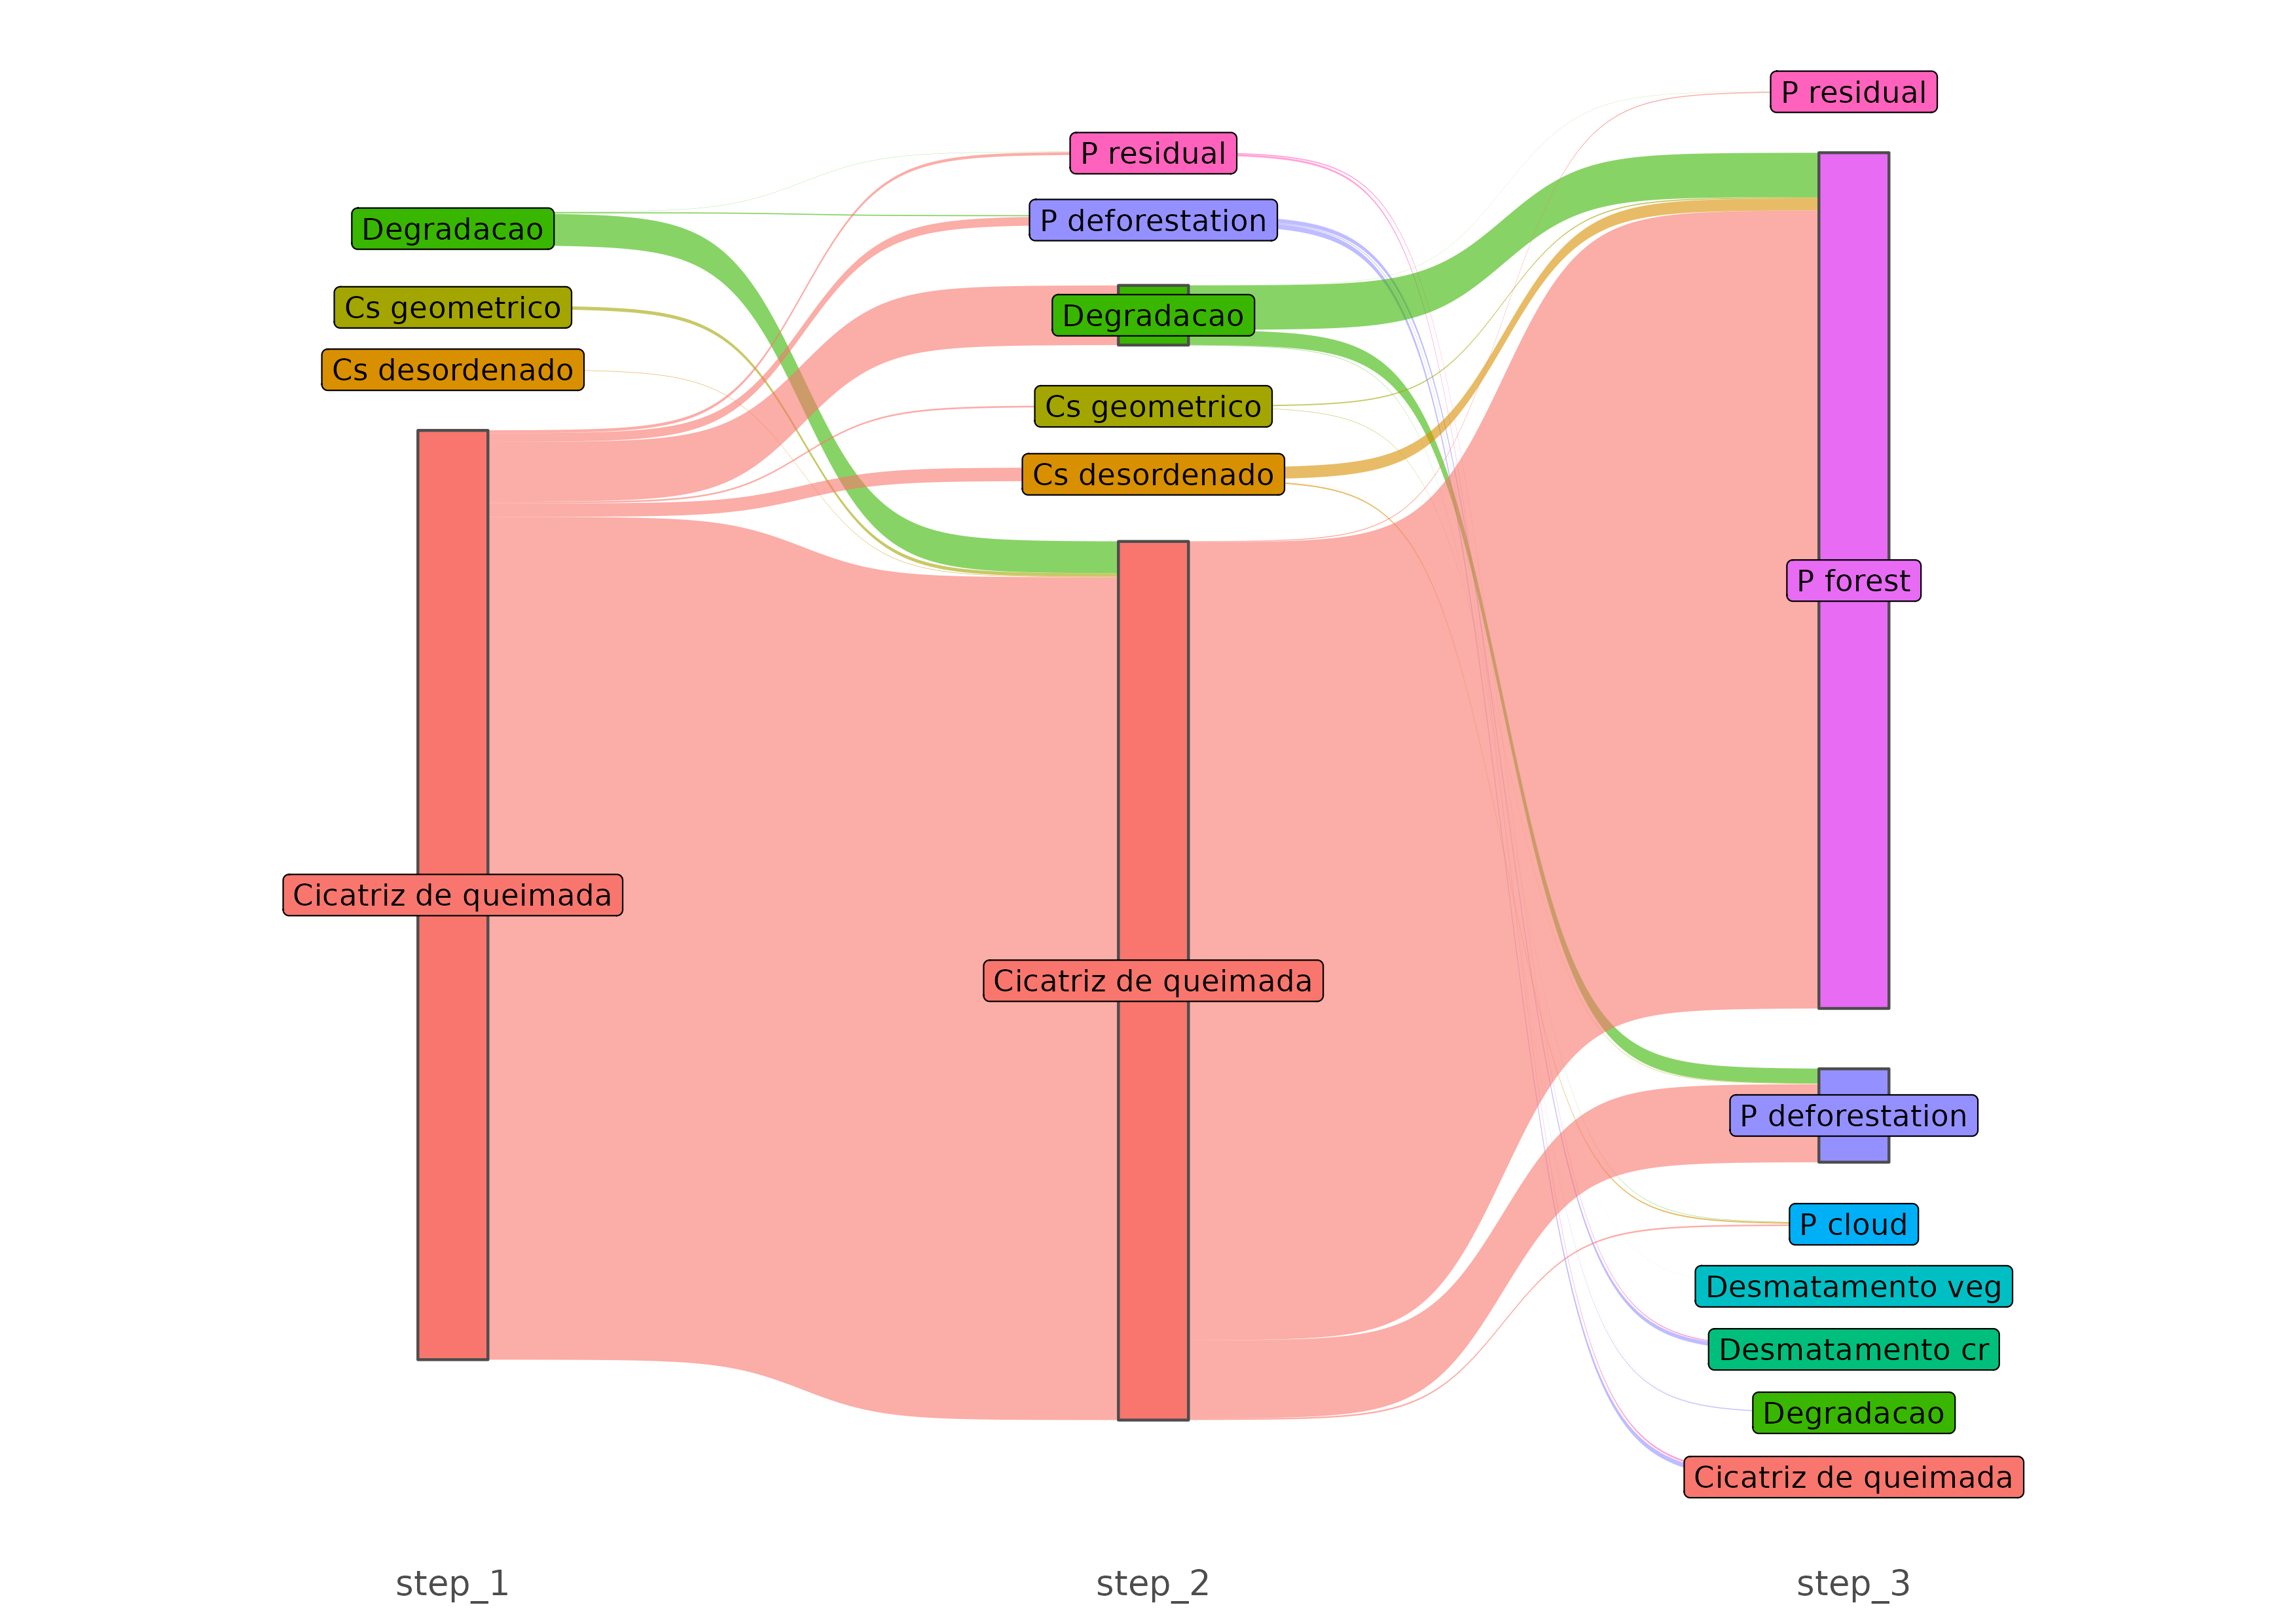 Degradacao
Cs geometrico
Cs desordenado
Cicatriz de queimada
P residual
P deforestation
Degradacao
Cs geometrico
Cs desordenado
Cicatriz de queimada
P residual
P forest
P deforestation
P cloud
Desmatamento veg
Desmatamento cr
Degradacao
Cicatriz de queimada
step_1
step_2
step_3